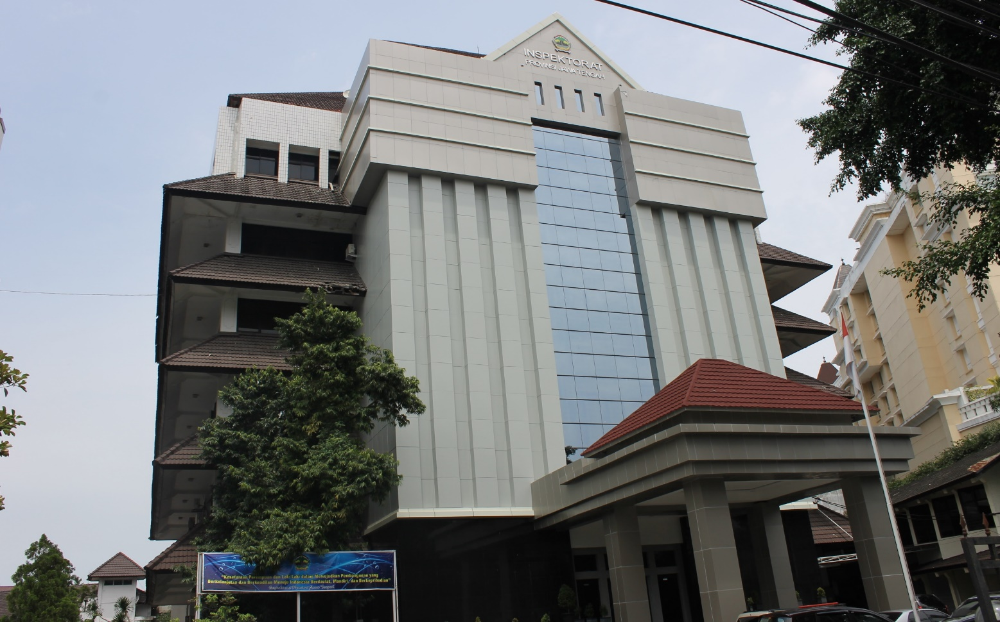 INSPEKTORAT
PROVINSI JAWA TENGAH
"Kesetaraan Perempuan dan Laki-Laki dalam Mewujudkan Pembangunan yang
Berkelanjutan dan Berkeadilan Menuju Indonesia Berdaulat, Mandiri, dan Berkepribadian"